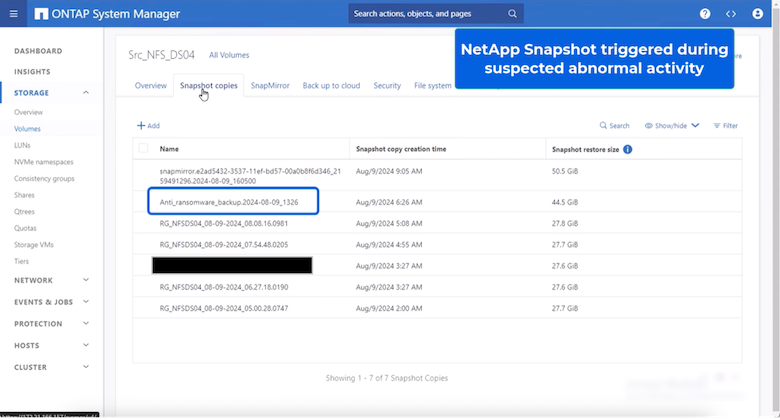 ONTAP System Manager
Search actions, objects, and pages
NetApp Snapshot triggered during
suspected abnormal activity
DASHBOARD
INSIGHTS
STORAGE
Overview
Volumes
LUNs
NVMe namespaces
Consistency groups
Shares
Qtrees
Quotas
Storage VMs
Tiers
NETWORK
EVENTS & JOBS
PROTECTION
HOSTS
CLUSTER
Src_NFS_DS04 All Volumes
Overview Snapshot copies SnapMirror Back up to cloud Security File system
+ Add Search Show/hide Filter
Name Snapshot copy creation time Snapshot restore size
snapmirror.e2ad5432-3537-11ef-bd57-00a0b8f6d346_21
59491296.2024-08-09_160500 Aug/9/2024 9:05 AM 50.5 GiB
Anti_ransomware_backup.2024-08-09_1326 Aug/9/2024 6:26 AM 44.5 GiB
RG_NFSDS04_08-09-2024_08.08.16.0981 Aug/9/2024 5:08 AM 27.8 GiB
RG_NFSDS04_08-09-2024_07.54.48.0205 Aug/9/2024 4:55 AM 27.7 GiB
Aug/9/2024 3:27 AM 27.6 GiB
RG_NFSDS04_08-09-2024_06.27.18.0190 Aug/9/2024 3:27 AM 27.6 GiB
RG_NFSDS04_08-09-2024_05.00.28.0747 Aug/9/2024 2:00 AM 27.7 GiB
Showing 1 - 7 of 7 Snapshot Copies